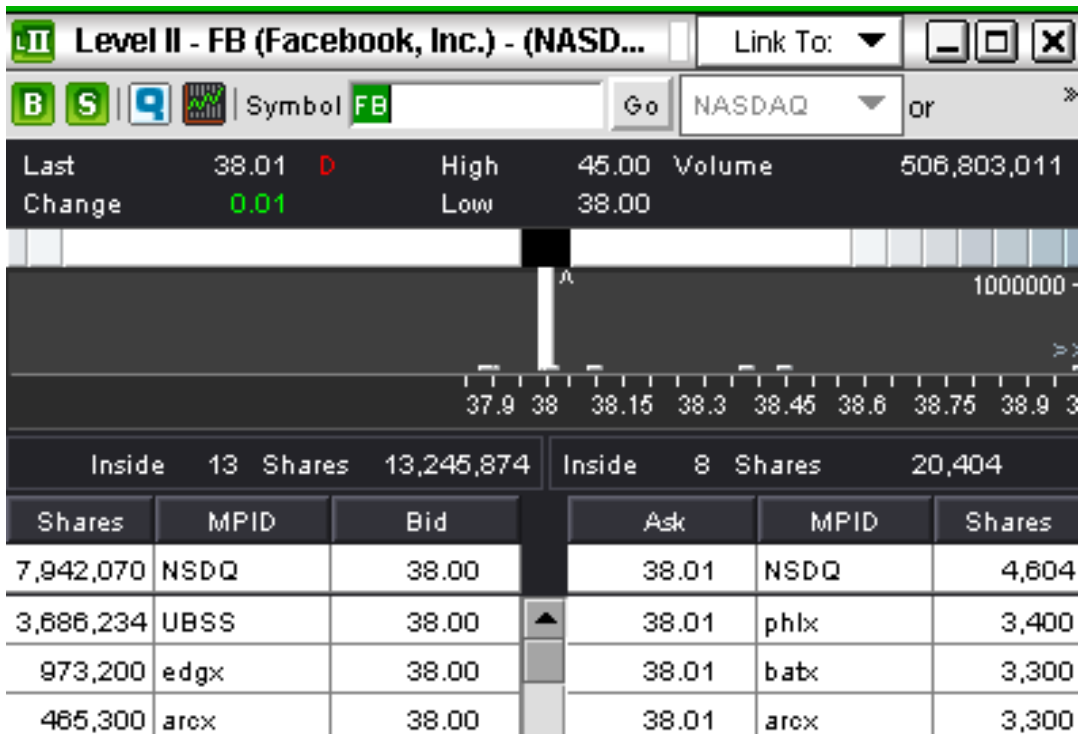 LII Level II - FB (Facebook, Inc.) - (NASD... Link To:
B S Symbol FB Go NASDAQ or »
Last 38.01 D High 45.00 Volume 506,803,011
Change 0.01 Low 38.00
^ 1000000 -
>>
37.9 38 38.15 38.3 38.45 38.6 38.75 38.9
Inside 13 Shares 13,245,874 Inside 8 Shares 20,404
Shares MPID Bid Ask MPID Shares
7,942,070 NSDQ 38.00 38.01 NSDQ 4,604
3,686,234 UBSS 38.00 38.01 phlx 3,400
973,200 edgx 38.00 38.01 batx 3,300
465,300 arcx 38.00 38.01 arcx 3,300